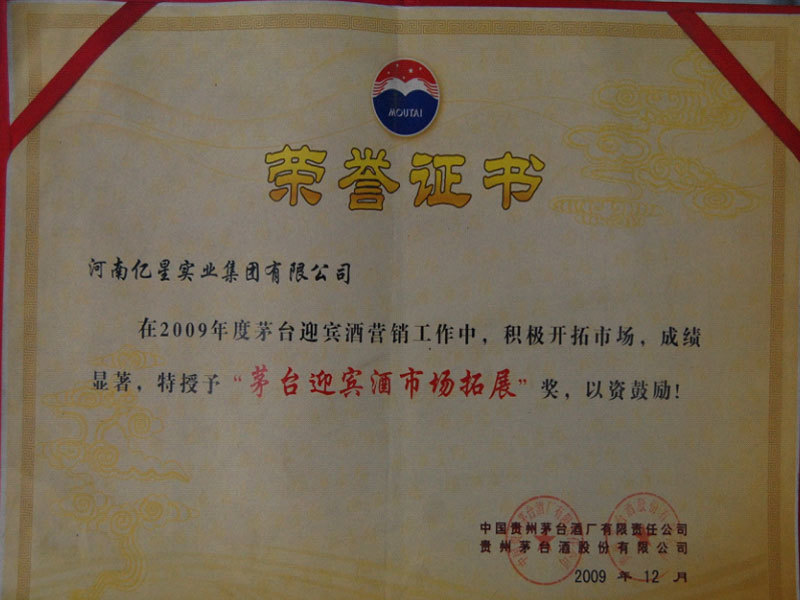 MOUTAI
荣誉证书
河南亿星实业集团有限公司
在2009年度茅台迎宾酒营销工作中，积极开拓市场，成绩
显著，特授予“茅台迎宾酒市场拓展”奖，以资鼓励！
中国贵州茅台酒厂有限责任公司
贵州茅台酒股份有限公司
2009 年 12 月